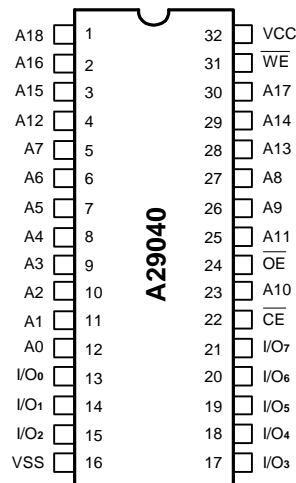 A18 1 32 VCC
A16 2 31 W̅E̅
A15 3 30 A17
A12 4 29 A14
A7 5 28 A13
A6 6 27 A8
A5 7 26 A9
A4 8 25 A11
A3 9 24 O̅E̅
A2 10 23 A10
A1 11 22 C̅E̅
A0 12 21 I/O₇
I/O₀ 13 20 I/O₆
I/O₁ 14 19 I/O₅
I/O₂ 15 18 I/O₄
VSS 16 17 I/O₃
A29040